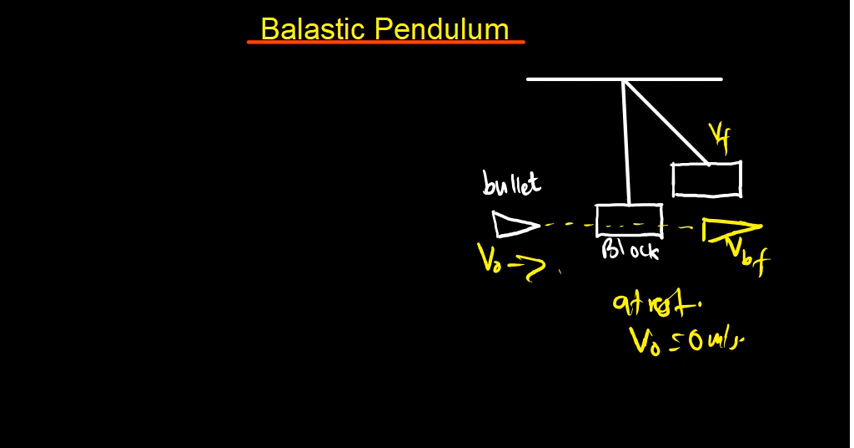 Balastic Pendulum
Vf
bullet
Block
Vbf
V0 →
at rest.
V0 = 0 m/s.